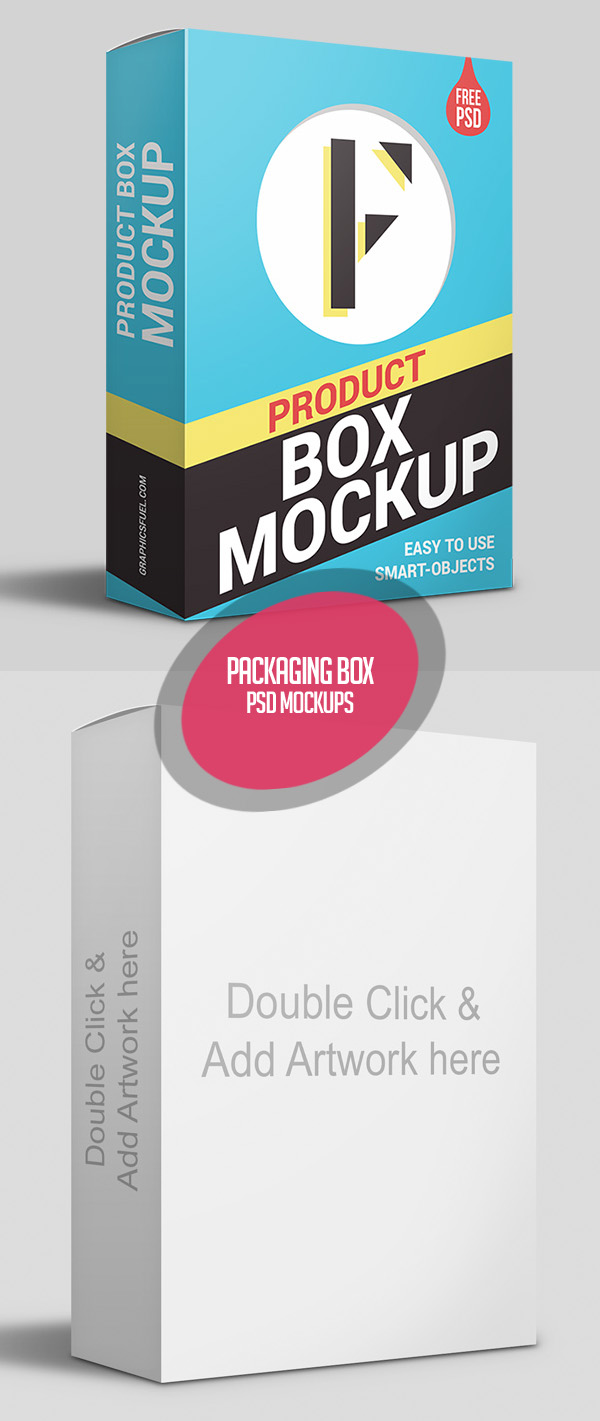 FREE
PSD
F
PRODUCT BOX
MOCKUP
PRODUCT
BOX
MOCKUP
GRAPHICSFUEL.COM
EASY TO USE
SMART-OBJECTS
PACKAGING BOX
PSD MOCKUPS
Double Click &
Add Artwork here
Double Click &
Add Artwork here